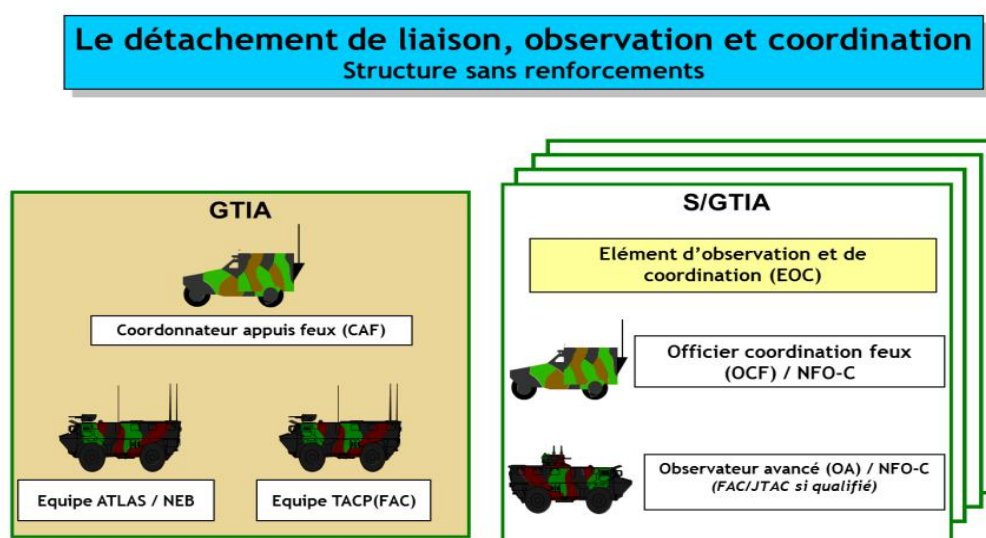 Le détachement de liaison, observation et coordination
Structure sans renforcements
GTIA
Coordonnateur appuis feux (CAF)
Equipe ATLAS / NEB
Equipe TACP(FAC)
S/GTIA
Elément d'observation et de
coordination (EOC)
Officier coordination feux
(OCF) / NFO-C
Observateur avancé (OA) / NFO-C
(FAC/JTAC si qualifié)